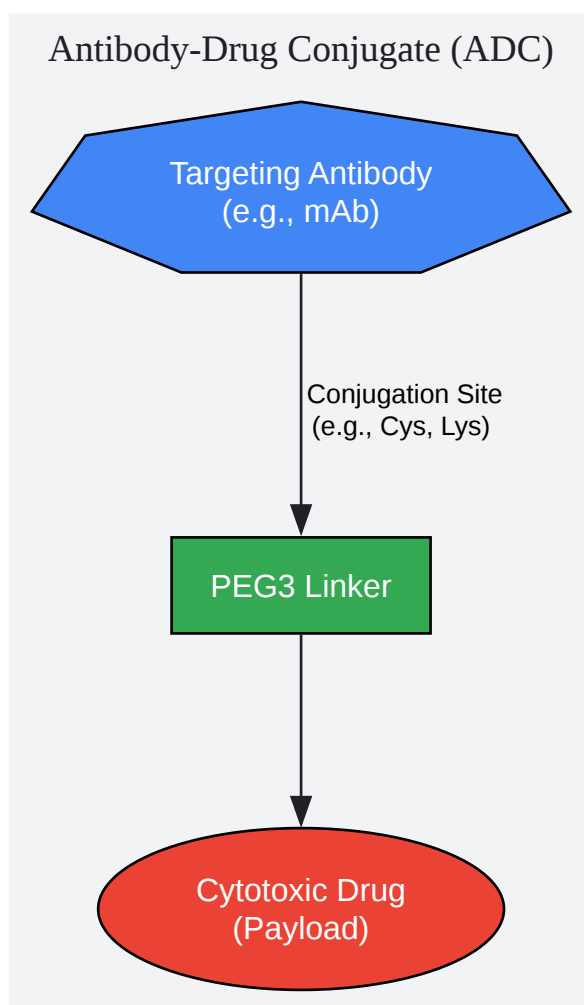 Antibody-Drug Conjugate (ADC)
Targeting Antibody
(e.g., mAb)
Conjugation Site
(e.g., Cys, Lys)
PEG3 Linker
Cytotoxic Drug
(Payload)